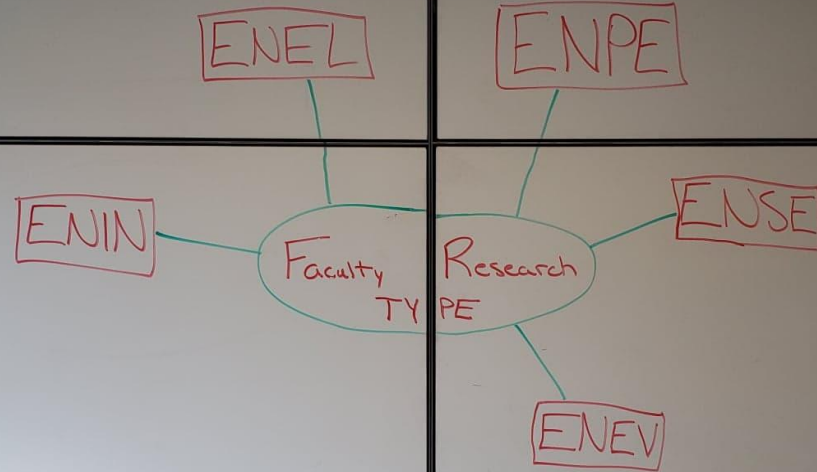 ENEL
ENPE
ENIN
ENSE
Faculty Research
TYPE
ENEV